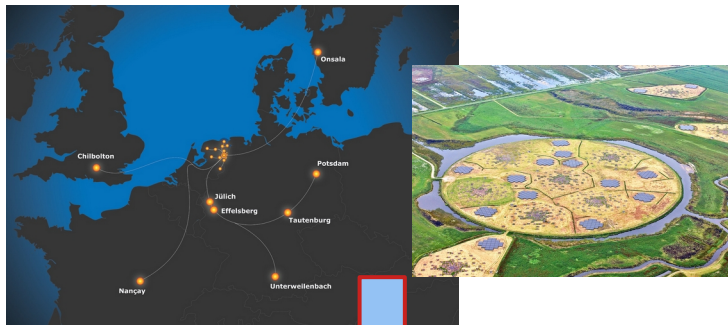 Onsala
Chilbolton
Potsdam
Jülich
Effelsberg
Tautenburg
Nançay
Unterweilenbach